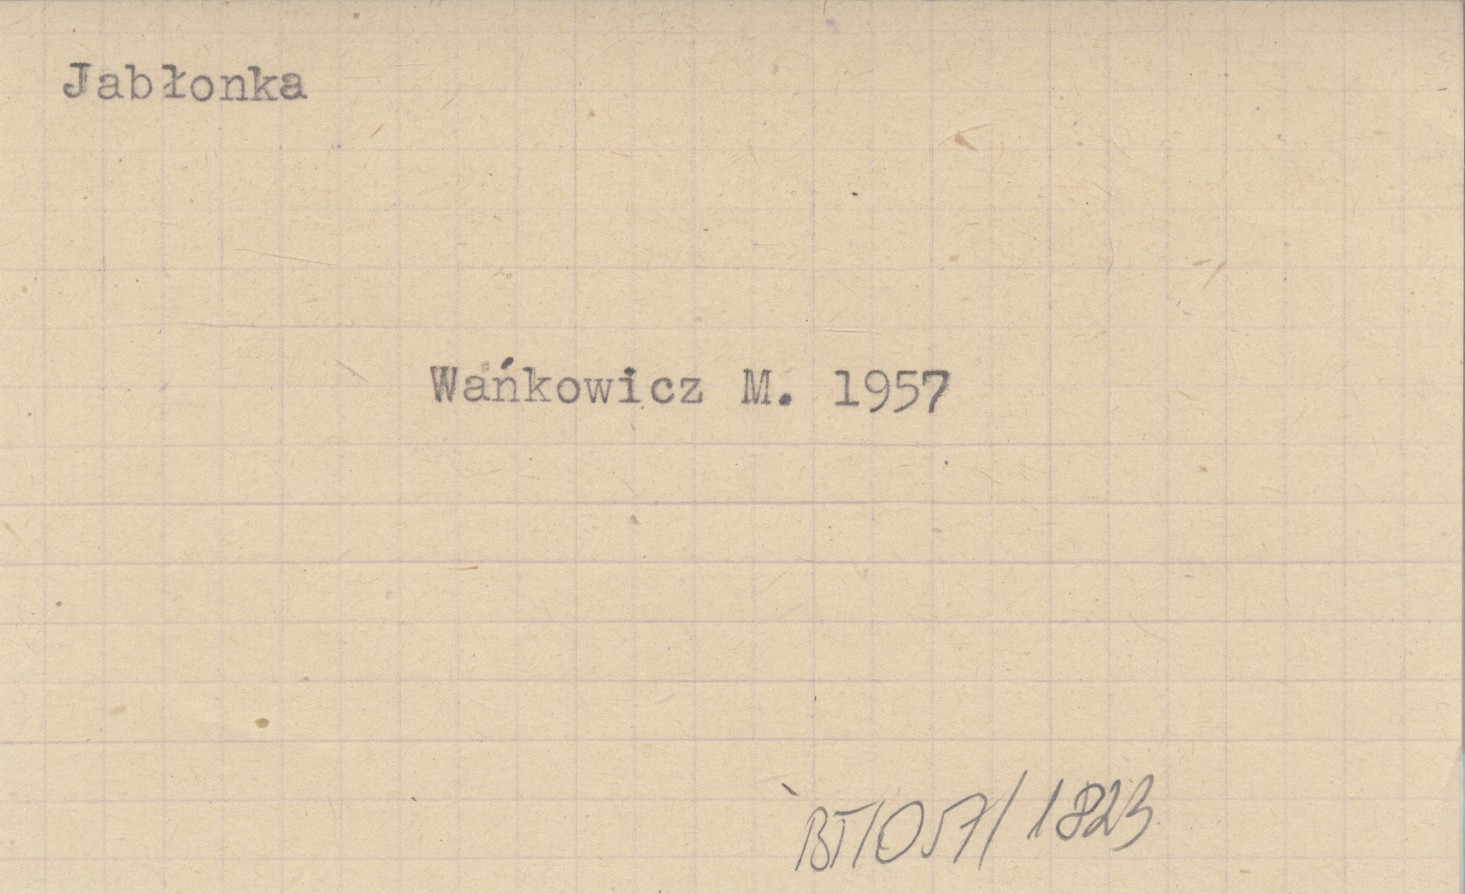 Jabłonka
Wańkowicz M. 1957
BT/057/1823